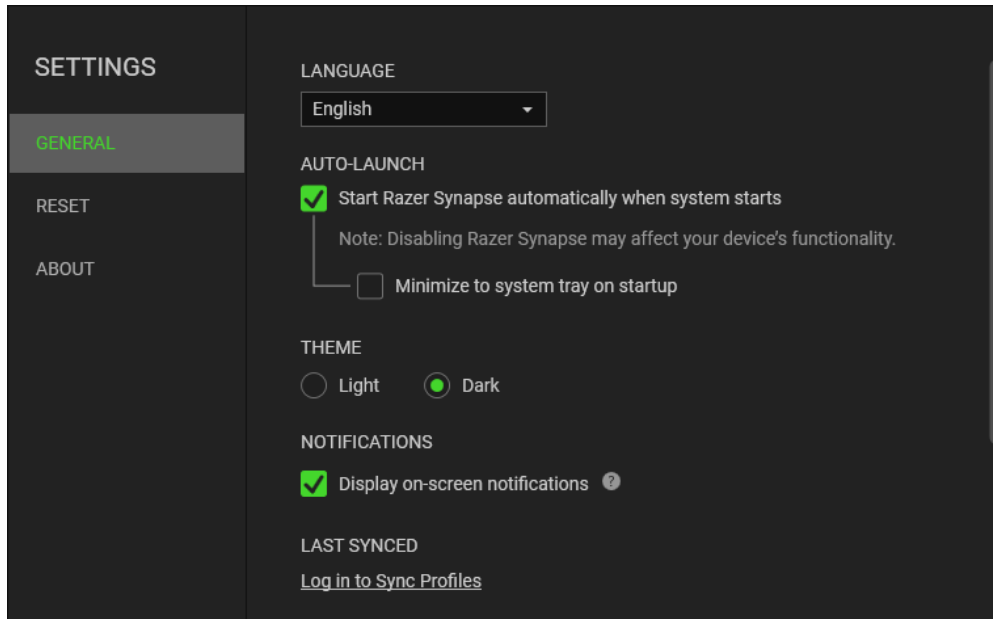 SETTINGS
GENERAL
RESET
ABOUT
LANGUAGE
English
AUTO-LAUNCH
Start Razer Synapse automatically when system starts
Note: Disabling Razer Synapse may affect your device's functionality.
Minimize to system tray on startup
THEME
Light Dark
NOTIFICATIONS
Display on-screen notifications ?
LAST SYNCED
Log in to Sync Profiles